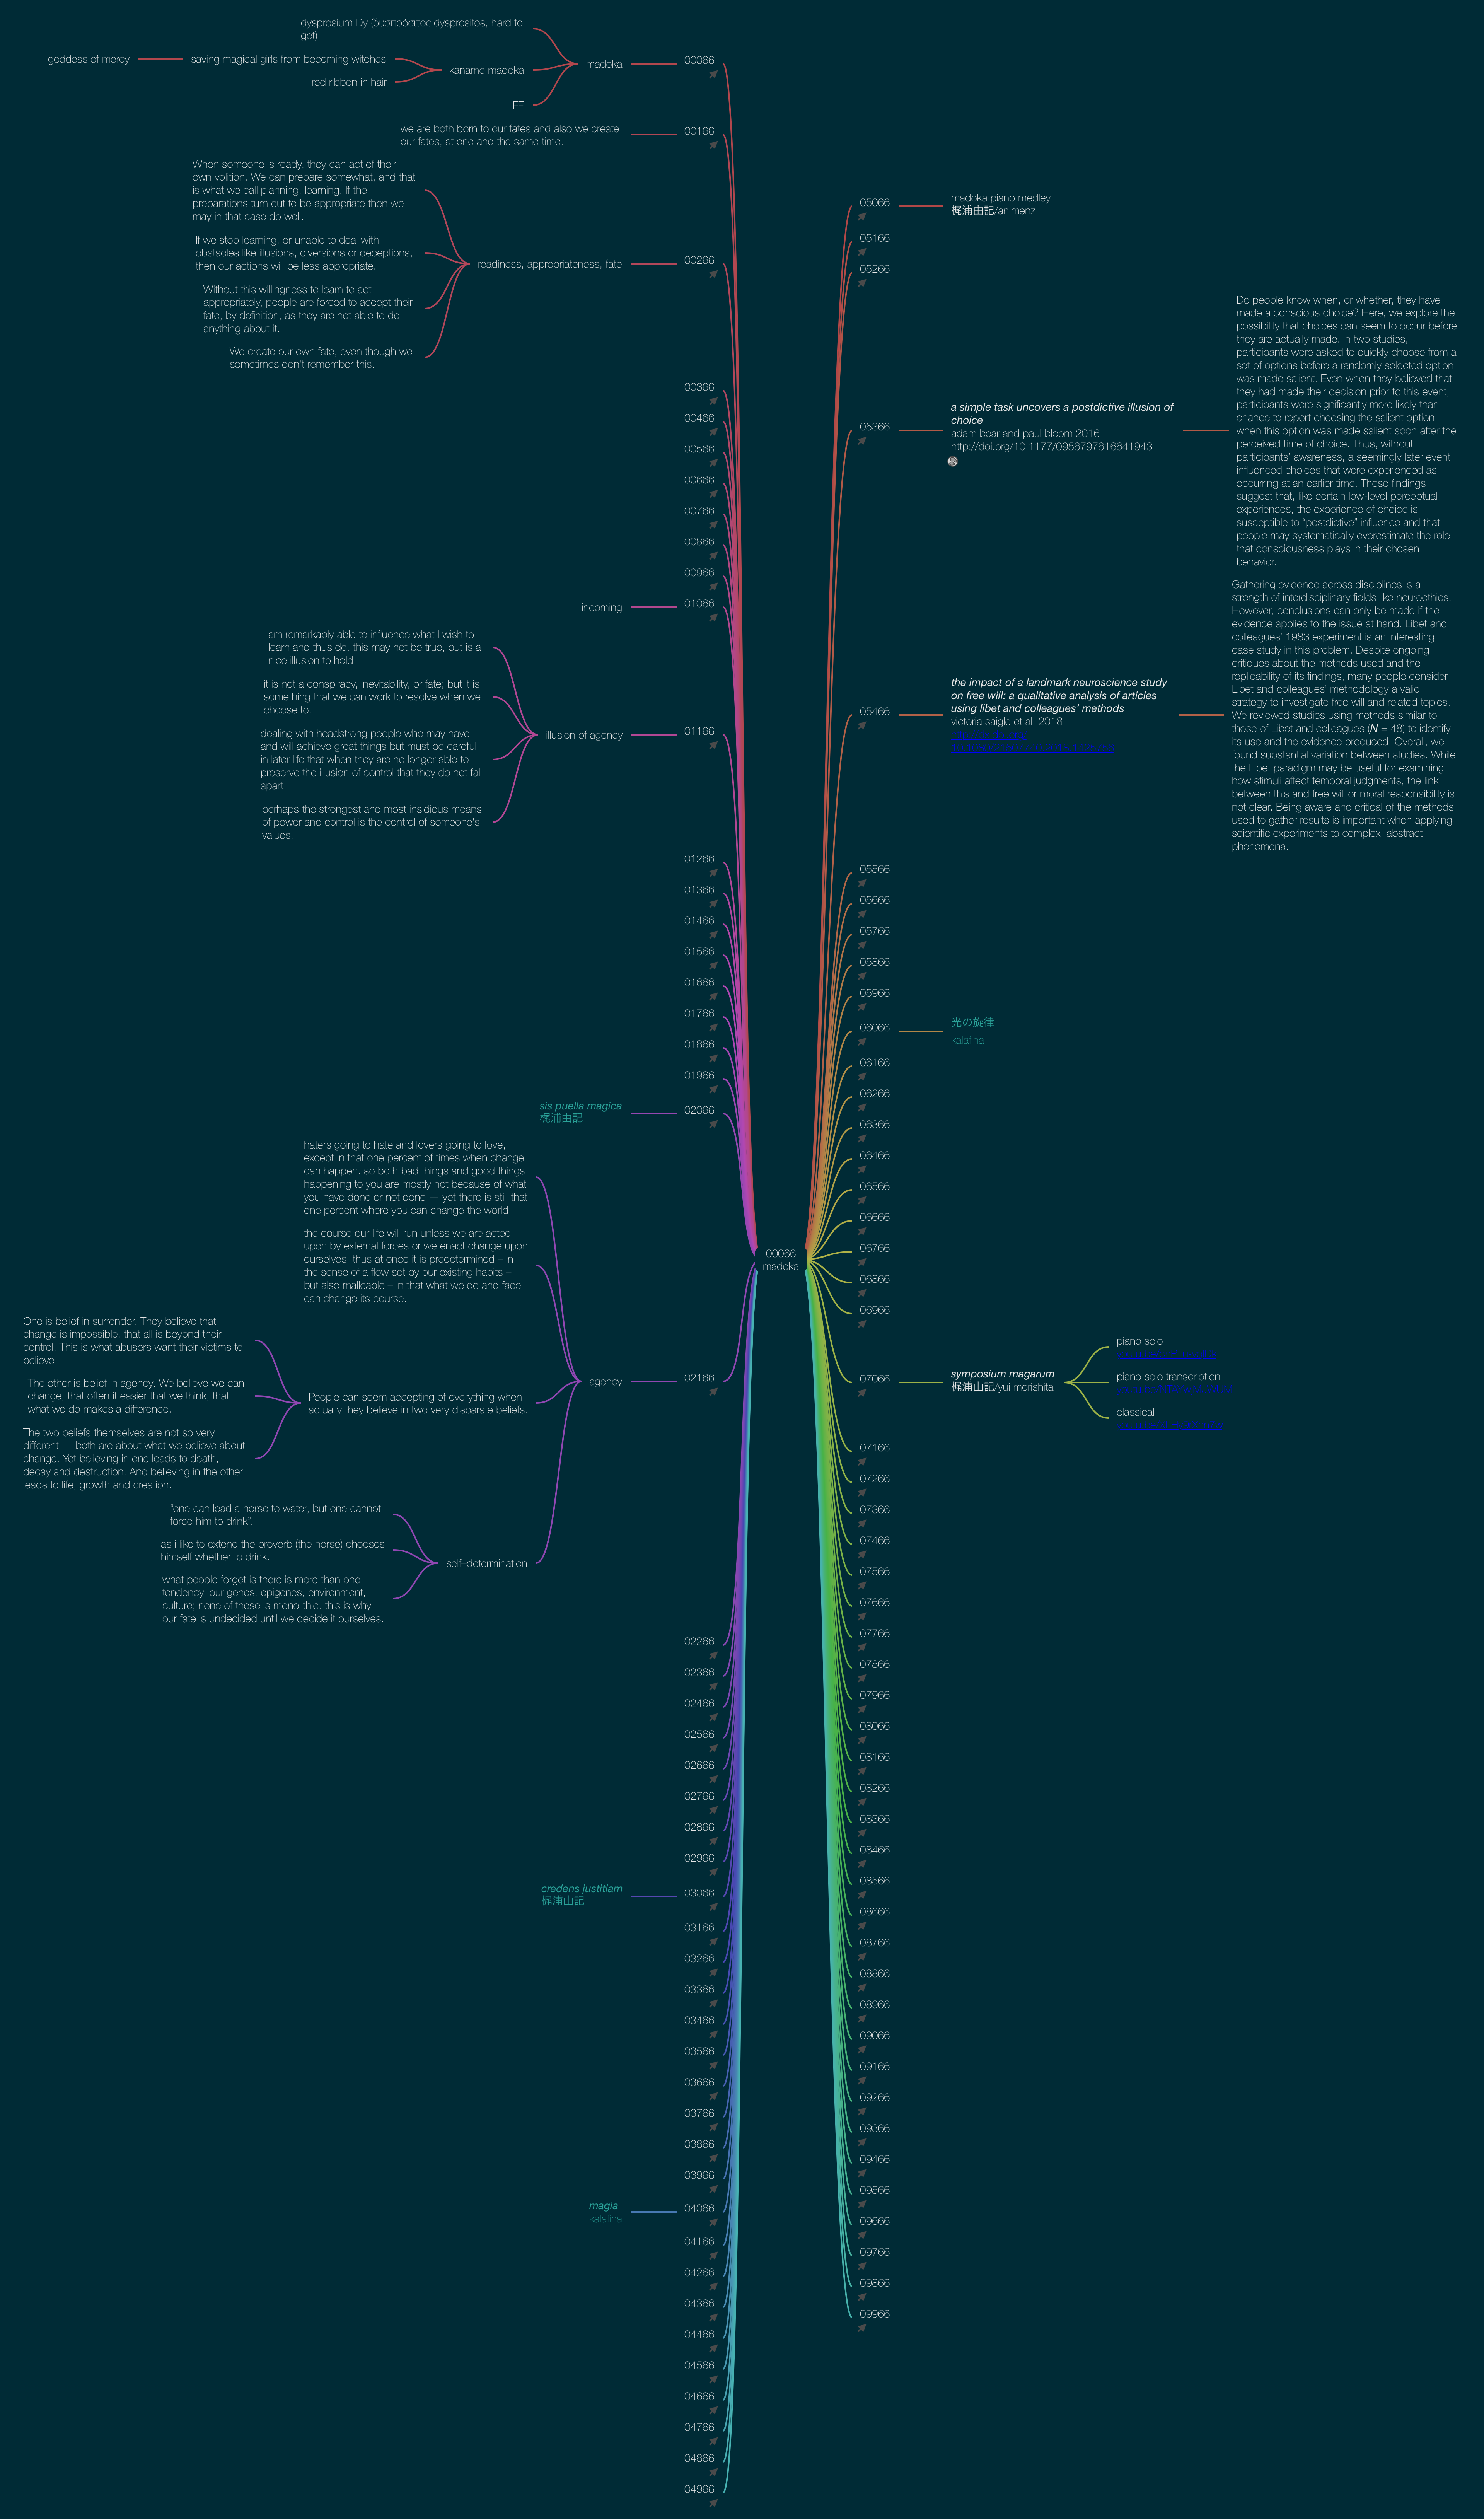 dysprosium Dy (δυσπρόσιτος dysprositos, hard to
get)
goddess of mercy
saving magical girls from becoming witches
red ribbon in hair
kaname madoka
FF
madoka
00066
we are both born to our fates and also we create
our fates, at one and the same time.
00166
When someone is ready, they can act of their
own volition. We can prepare somewhat, and that
is what we call planning, learning. If the
preparations turn out to be appropriate then we
may in that case do well.
If we stop learning, or unable to deal with
obstacles like illusions, diversions or deceptions,
then our actions will be less appropriate.
Without this willingness to learn to act
appropriately, people are forced to accept their
fate, by definition, as they are not able to do
anything about it.
We create our own fate, even though we
sometimes don't remember this.
readiness, appropriateness, fate
00266
00366
00466
00566
00666
00766
00866
00966
incoming
01066
am remarkably able to influence what I wish to
learn and thus do. this may not be true, but is a
nice illusion to hold
it is not a conspiracy, inevitability, or fate; but it is
something that we can work to resolve when we
choose to.
dealing with headstrong people who may have
and will achieve great things but must be careful
in later life that when they are no longer able to
preserve the illusion of control that they do not fall
apart.
perhaps the strongest and most insidious means
of power and control is the control of someone's
values.
illusion of agency
01166
01266
01366
01466
01566
01666
01766
01866
01966
sis puella magica
梶浦由記
02066
haters going to hate and lovers going to love,
except in that one percent of times when change
can happen. so both bad things and good things
happening to you are mostly not because of what
you have done or not done — yet there is still that
one percent where you can change the world.
the course our life will run unless we are acted
upon by external forces or we enact change upon
ourselves. thus at once it is predetermined – in
the sense of a flow set by our existing habits –
but also malleable – in that what we do and face
can change its course.
One is belief in surrender. They believe that
change is impossible, that all is beyond their
control. This is what abusers want their victims to
believe.
The other is belief in agency. We believe we can
change, that often it easier that we think, that
what we do makes a difference.
The two beliefs themselves are not so very
different — both are about what we believe about
change. Yet believing in one leads to death,
decay and destruction. And believing in the other
leads to life, growth and creation.
People can seem accepting of everything when
actually they believe in two very disparate beliefs.
"one can lead a horse to water, but one cannot
force him to drink".
as i like to extend the proverb (the horse) chooses
himself whether to drink.
what people forget is there is more than one
tendency. our genes, epigenes, environment,
culture; none of these is monolithic. this is why
our fate is undecided until we decide it ourselves.
self–determination
agency
02166
02266
02366
02466
02566
02666
02766
02866
02966
credens justitiam
梶浦由記
03066
03166
03266
03366
03466
03566
03666
03766
03866
03966
magia
kalafina
04066
04166
04266
04366
04466
04566
04666
04766
04866
04966
00066
madoka
05066
madoka piano medley
梶浦由記/animenz
05166
05266
05366
a simple task uncovers a postdictive illusion of
choice
adam bear and paul bloom 2016
http://doi.org/10.1177/0956797616641943
Do people know when, or whether, they have
made a conscious choice? Here, we explore the
possibility that choices can seem to occur before
they are actually made. In two studies,
participants were asked to quickly choose from a
set of options before a randomly selected option
was made salient. Even when they believed that
they had made their decision prior to this event,
participants were significantly more likely than
chance to report choosing the salient option
when this option was made salient soon after the
perceived time of choice. Thus, without
participants' awareness, a seemingly later event
influenced choices that were experienced as
occurring at an earlier time. These findings
suggest that, like certain low-level perceptual
experiences, the experience of choice is
susceptible to "postdictive" influence and that
people may systematically overestimate the role
that consciousness plays in their chosen
behavior.
05466
the impact of a landmark neuroscience study
on free will: a qualitative analysis of articles
using libet and colleagues' methods
victoria saigle et al. 2018
Gathering evidence across disciplines is a
strength of interdisciplinary fields like neuroethics.
However, conclusions can only be made if the
evidence applies to the issue at hand. Libet and
colleagues' 1983 experiment is an interesting
case study in this problem. Despite ongoing
critiques about the methods used and the
replicability of its findings, many people consider
Libet and colleagues' methodology a valid
strategy to investigate free will and related topics.
We reviewed studies using methods similar to
those of Libet and colleagues (N = 48) to identify
its use and the evidence produced. Overall, we
found substantial variation between studies. While
the Libet paradigm may be useful for examining
how stimuli affect temporal judgments, the link
between this and free will or moral responsibility is
not clear. Being aware and critical of the methods
used to gather results is important when applying
scientific experiments to complex, abstract
phenomena.
05566
05666
05766
05866
05966
06066
光の旋律
kalafina
06166
06266
06366
06466
06566
06666
06766
06866
06966
07066
symposium magarum
梶浦由記/yui morishita
piano solo
piano solo transcription
classical
07166
07266
07366
07466
07566
07666
07766
07866
07966
08066
08166
08266
08366
08466
08566
08666
08766
08866
08966
09066
09166
09266
09366
09466
09566
09666
09766
09866
09966